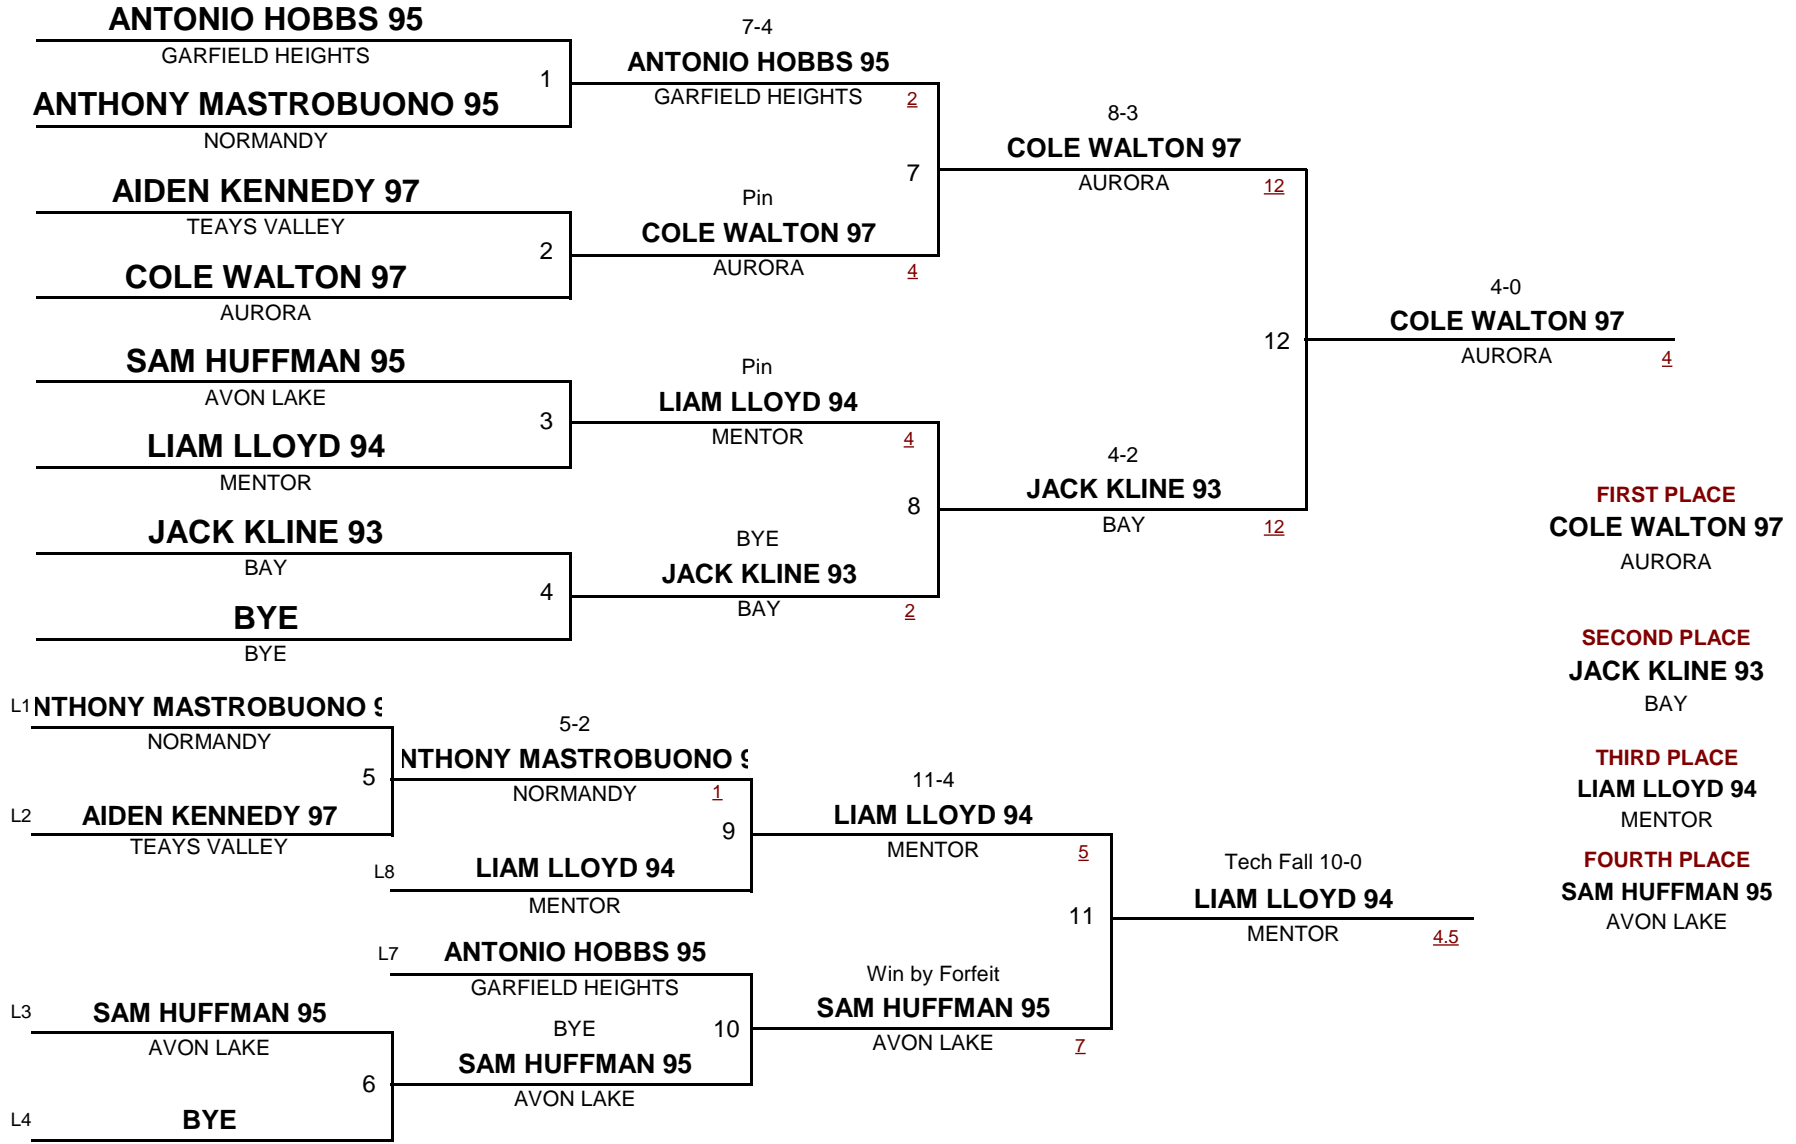 ANTONIO HOBBS 95
GARFIELD HEIGHTS
1
ANTHONY MASTROBUONO 95
NORMANDY
AIDEN KENNEDY 97
TEAYS VALLEY
2
COLE WALTON 97
AURORA
SAM HUFFMAN 95
AVON LAKE
3
LIAM LLOYD 94
MENTOR
JACK KLINE 93
BAY
4
BYE
BYE
7-4
ANTONIO HOBBS 95
GARFIELD HEIGHTS 2
7
Pin
COLE WALTON 97
AURORA 4
Pin
LIAM LLOYD 94
MENTOR 4
8
BYE
JACK KLINE 93
BAY 2
8-3
COLE WALTON 97
AURORA 12
12
4-2
JACK KLINE 93
BAY 12
4-0
COLE WALTON 97
AURORA 4
FIRST PLACE
COLE WALTON 97
AURORA
SECOND PLACE
JACK KLINE 93
BAY
THIRD PLACE
LIAM LLOYD 94
MENTOR
FOURTH PLACE
SAM HUFFMAN 95
AVON LAKE
L1 NTHONY MASTROBUONO 9
NORMANDY
5
L2 AIDEN KENNEDY 97
TEAYS VALLEY
L3 SAM HUFFMAN 95
AVON LAKE
6
L4 BYE
5-2
NTHONY MASTROBUONO 9
NORMANDY 1
9
L8 LIAM LLOYD 94
MENTOR
L7 ANTONIO HOBBS 95
GARFIELD HEIGHTS
BYE 10
SAM HUFFMAN 95
AVON LAKE
11-4
LIAM LLOYD 94
MENTOR 5
11
Win by Forfeit
SAM HUFFMAN 95
AVON LAKE 7
Tech Fall 10-0
LIAM LLOYD 94
MENTOR 4.5